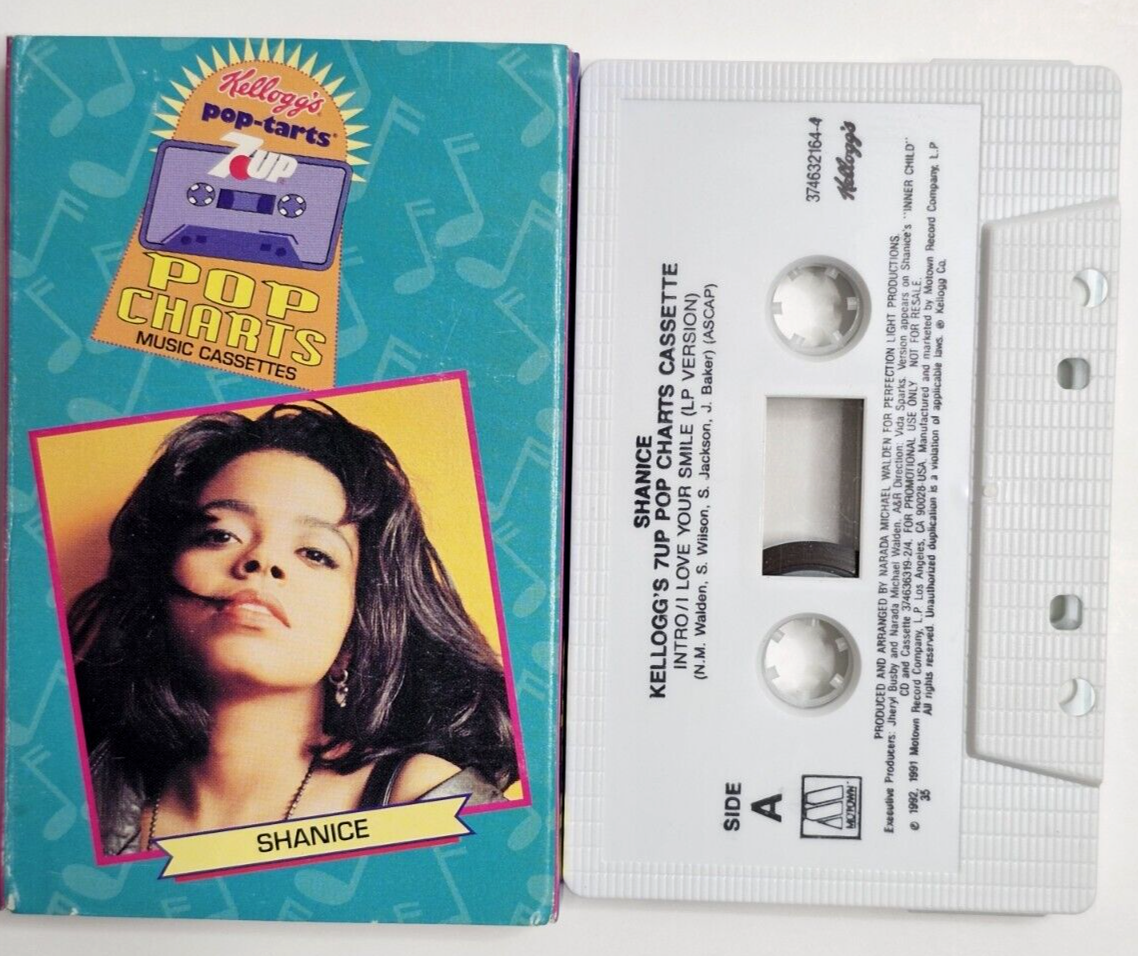 Kellogg's
pop-tarts®
7UP®
POP
CHARTS
MUSIC CASSETTES
SHANICE
374632164-4
Kellogg's
SHANICE
KELLOGG'S 7UP POP CHARTS CASSETTE
INTRO/I LOVE YOUR SMILE (LP VERSION)
(N.M. Walden, S. Wilson, S. Jackson, J. Baker) (ASCAP)
SIDE
A
MOTOWN
PRODUCED AND ARRANGED BY NARADA MICHAEL WALDEN FOR PERFECTION LIGHT PRODUCTIONS.
Executive Producers: Jheryl Busby and Narada Michael Walden. A&R Direction: Vida Sparks. Version appears on Shanice's "INNER CHILD"
CD and Cassette 374636319-2/4. FOR PROMOTIONAL USE ONLY NOT FOR RESALE.
℗ 1992, 1991 Motown Record Company, L.P. Los Angeles, CA 90028-USA. Manufactured and marketed by Motown Record Company, L.P
All rights reserved. Unauthorized duplication is a violation of applicable laws. ® Kellogg Co.
35